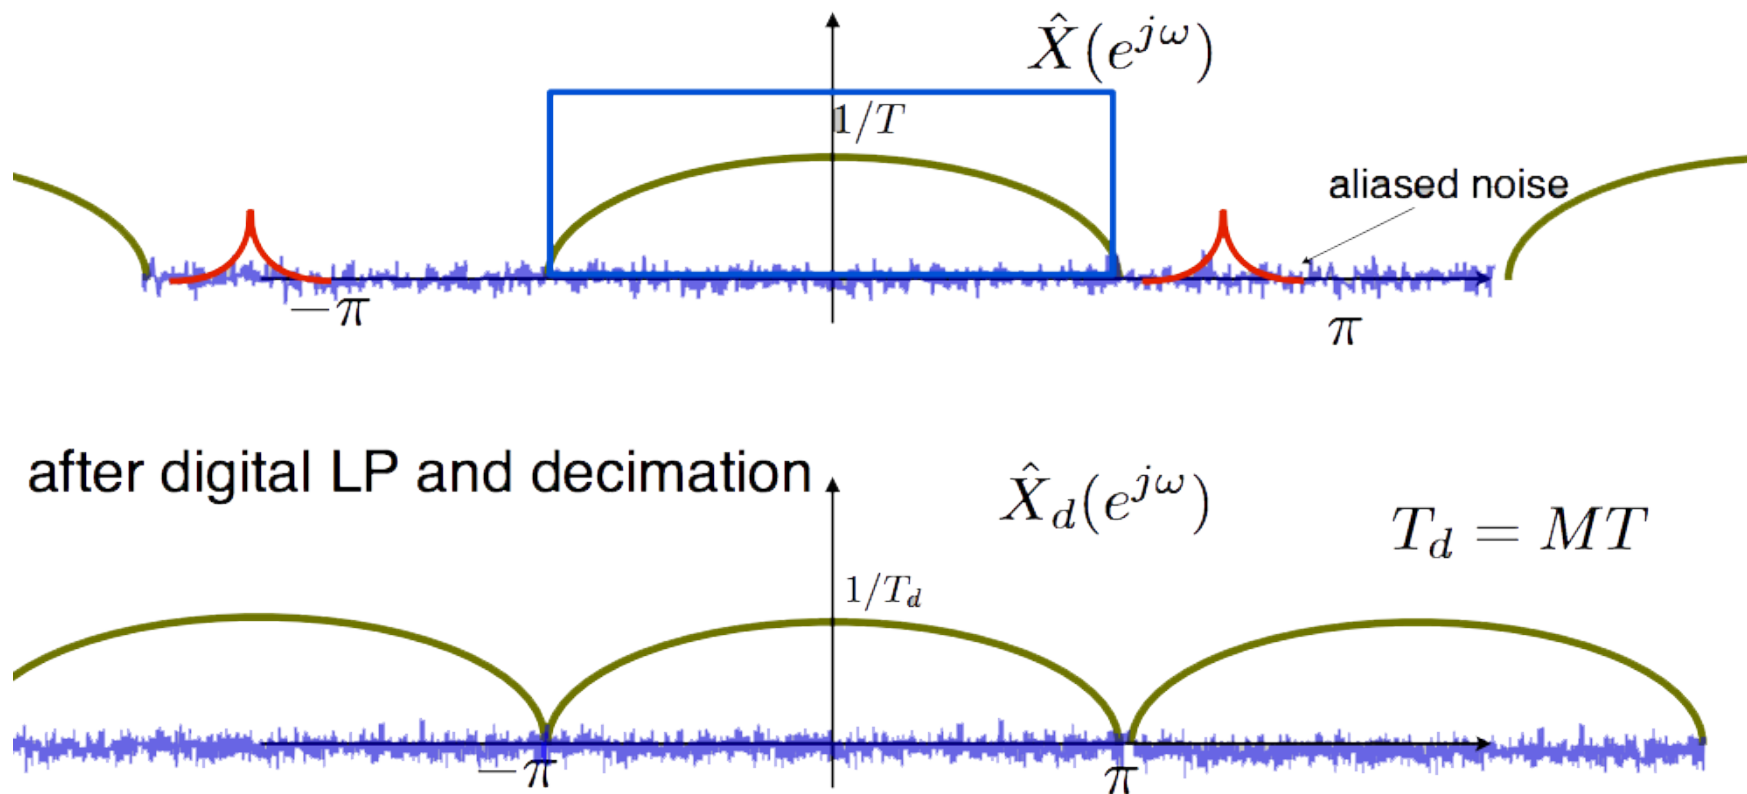 X̂(e^{jω})
1/T
aliased noise
−π
π
after digital LP and decimation
X̂_d(e^{jω})
T_d = MT
1/T_d
−π
π